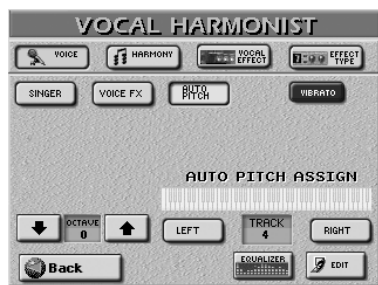 VOCAL HARMONIST
VOICE
HARMONY
VOCAL
EFFECT
EFFECT
TYPE
SINGER
VOICE FX
AUTO
PITCH
VIBRATO
AUTO PITCH ASSIGN
OCTAVE
0
LEFT
TRACK
4
RIGHT
Back
EQUALIZER
EDIT